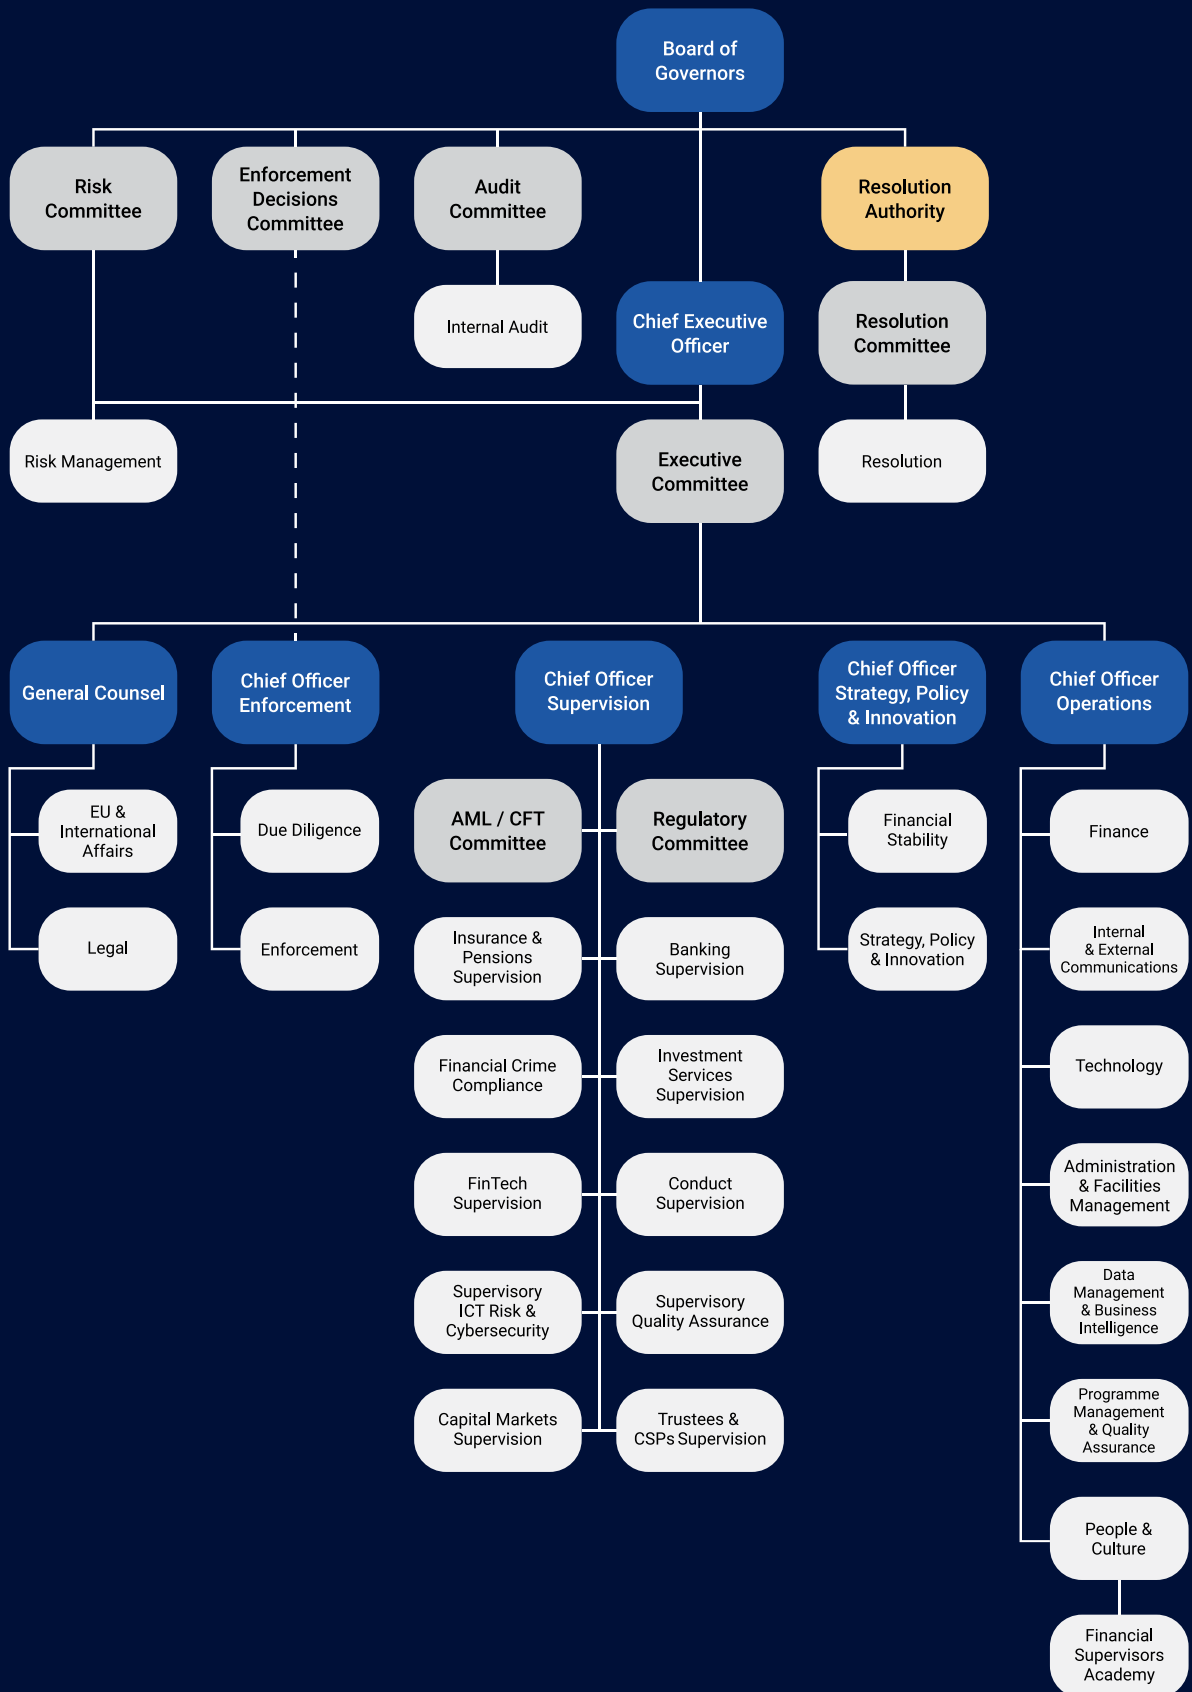 Board of
Governors
Risk
Committee
Enforcement
Decisions
Committee
Audit
Committee
Resolution
Authority
Internal Audit
Chief Executive
Officer
Resolution
Committee
Risk Management
Executive
Committee
Resolution
General Counsel
Chief Officer
Enforcement
Chief Officer
Supervision
Chief Officer
Strategy, Policy
& Innovation
Chief Officer
Operations
EU &
International
Affairs
Due Diligence
AML / CFT
Committee
Regulatory
Committee
Financial
Stability
Finance
Legal
Enforcement
Insurance &
Pensions
Supervision
Banking
Supervision
Strategy, Policy
& Innovation
Internal
& External
Communications
Financial Crime
Compliance
Investment
Services
Supervision
Technology
FinTech
Supervision
Conduct
Supervision
Administration
& Facilities
Management
Supervisory
ICT Risk &
Cybersecurity
Supervisory
Quality Assurance
Data
Management
& Business
Intelligence
Capital Markets
Supervision
Trustees &
CSPs Supervision
Programme
Management
& Quality
Assurance
People &
Culture
Financial
Supervisors
Academy